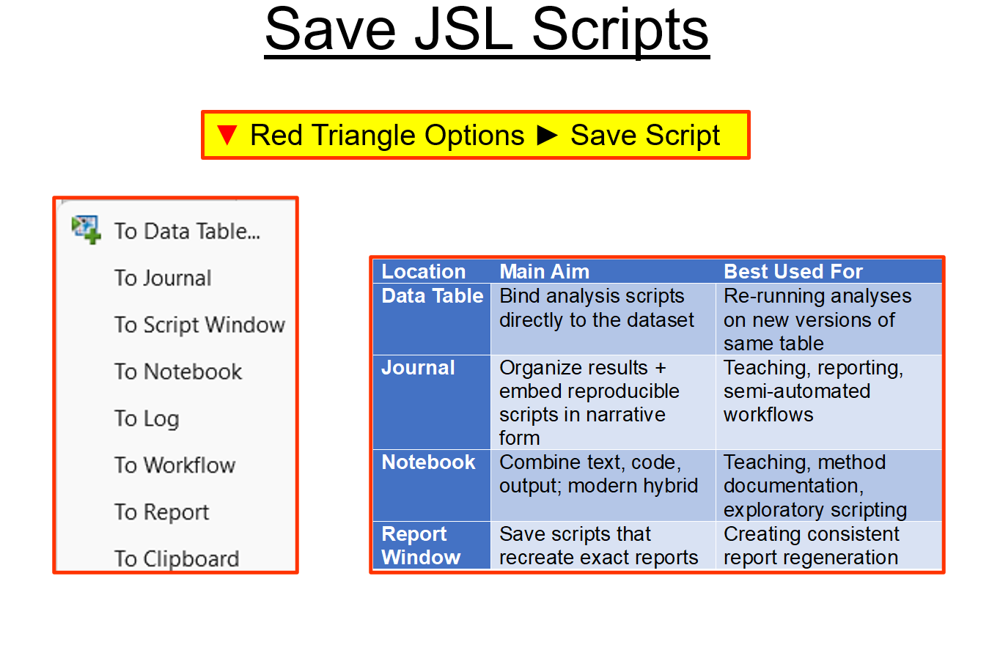 Save JSL Scripts
▼ Red Triangle Options ► Save Script
To Data Table...
To Journal
To Script Window
To Notebook
To Log
To Workflow
To Report
To Clipboard
Location Main Aim Best Used For
Data Table Bind analysis scripts Re-running analyses
directly to the dataset on new versions of
same table
Journal Organize results + Teaching, reporting,
embed reproducible semi-automated
scripts in narrative workflows
form
Notebook Combine text, code, Teaching, method
output; modern hybrid documentation,
exploratory scripting
Report Save scripts that Creating consistent
Window recreate exact reports report regeneration